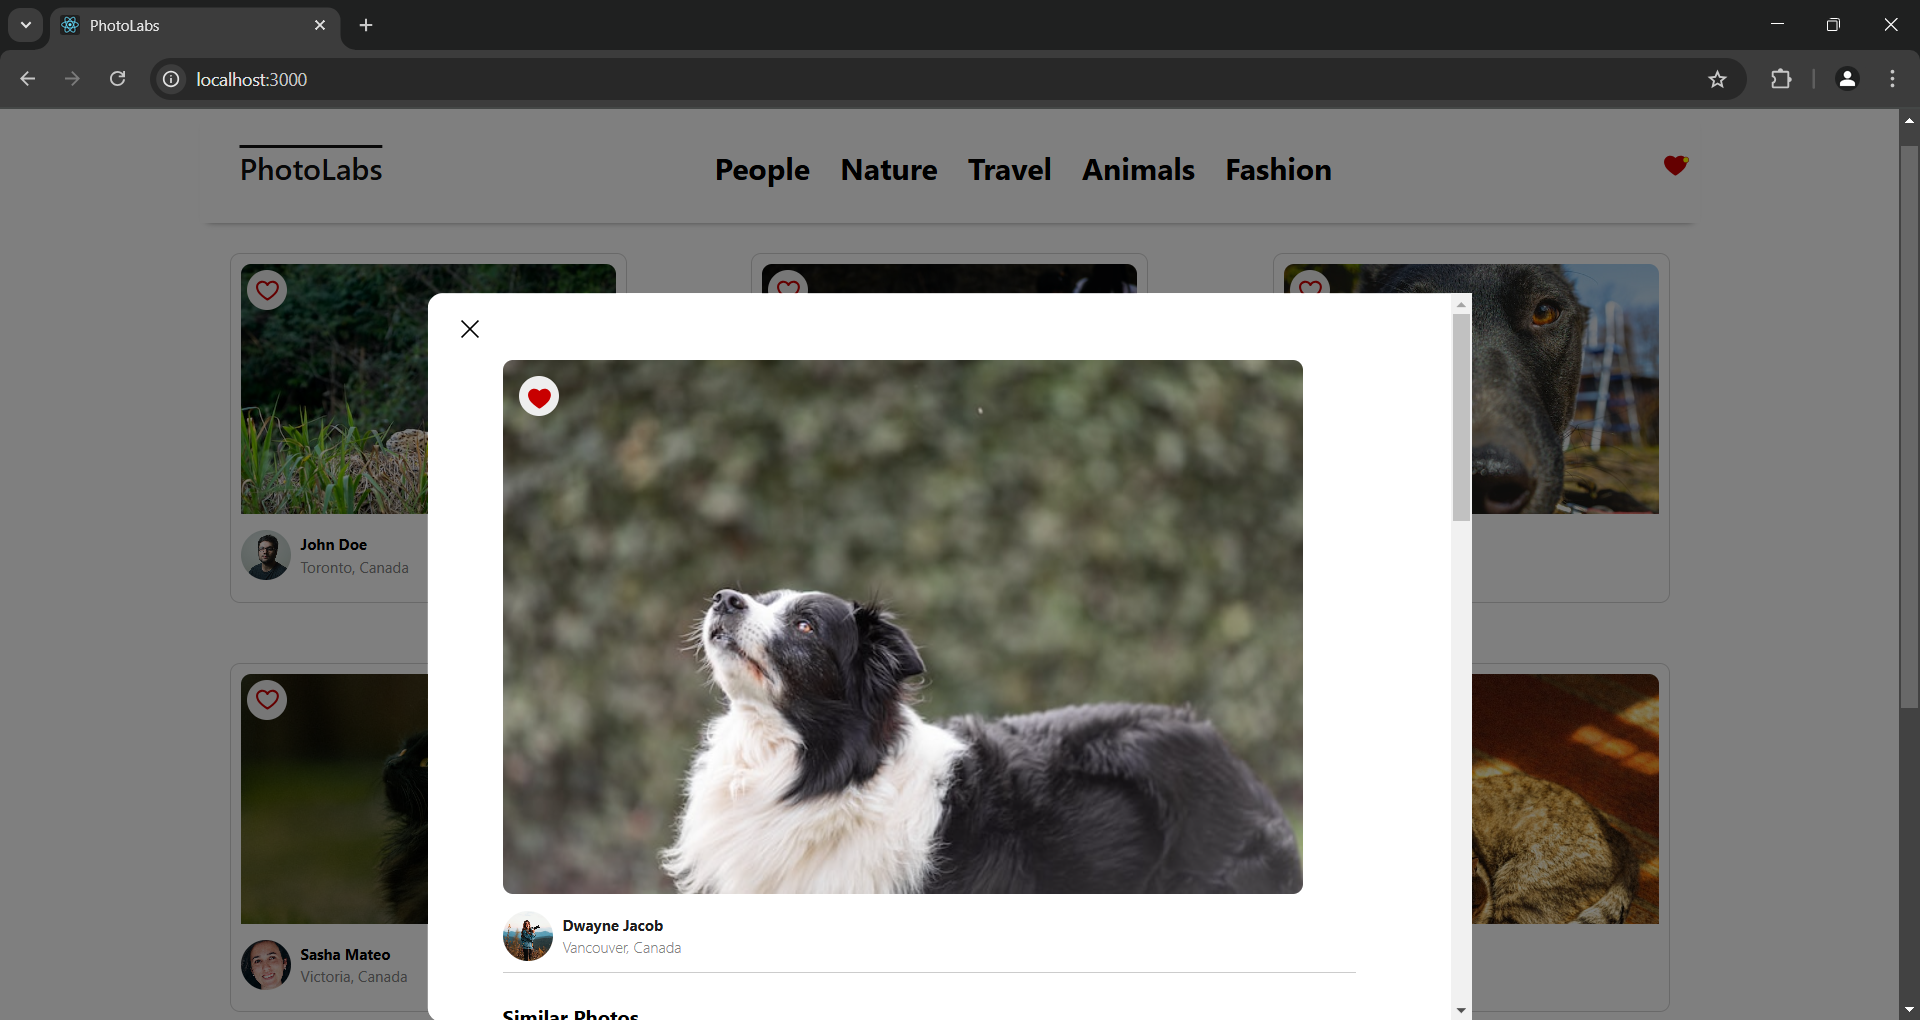 PhotoLabs
localhost:3000
PhotoLabs
People Nature Travel Animals Fashion
John Doe
Toronto, Canada
Dwayne Jacob
Vancouver, Canada
Sasha Mateo
Victoria, Canada
Similar Photos